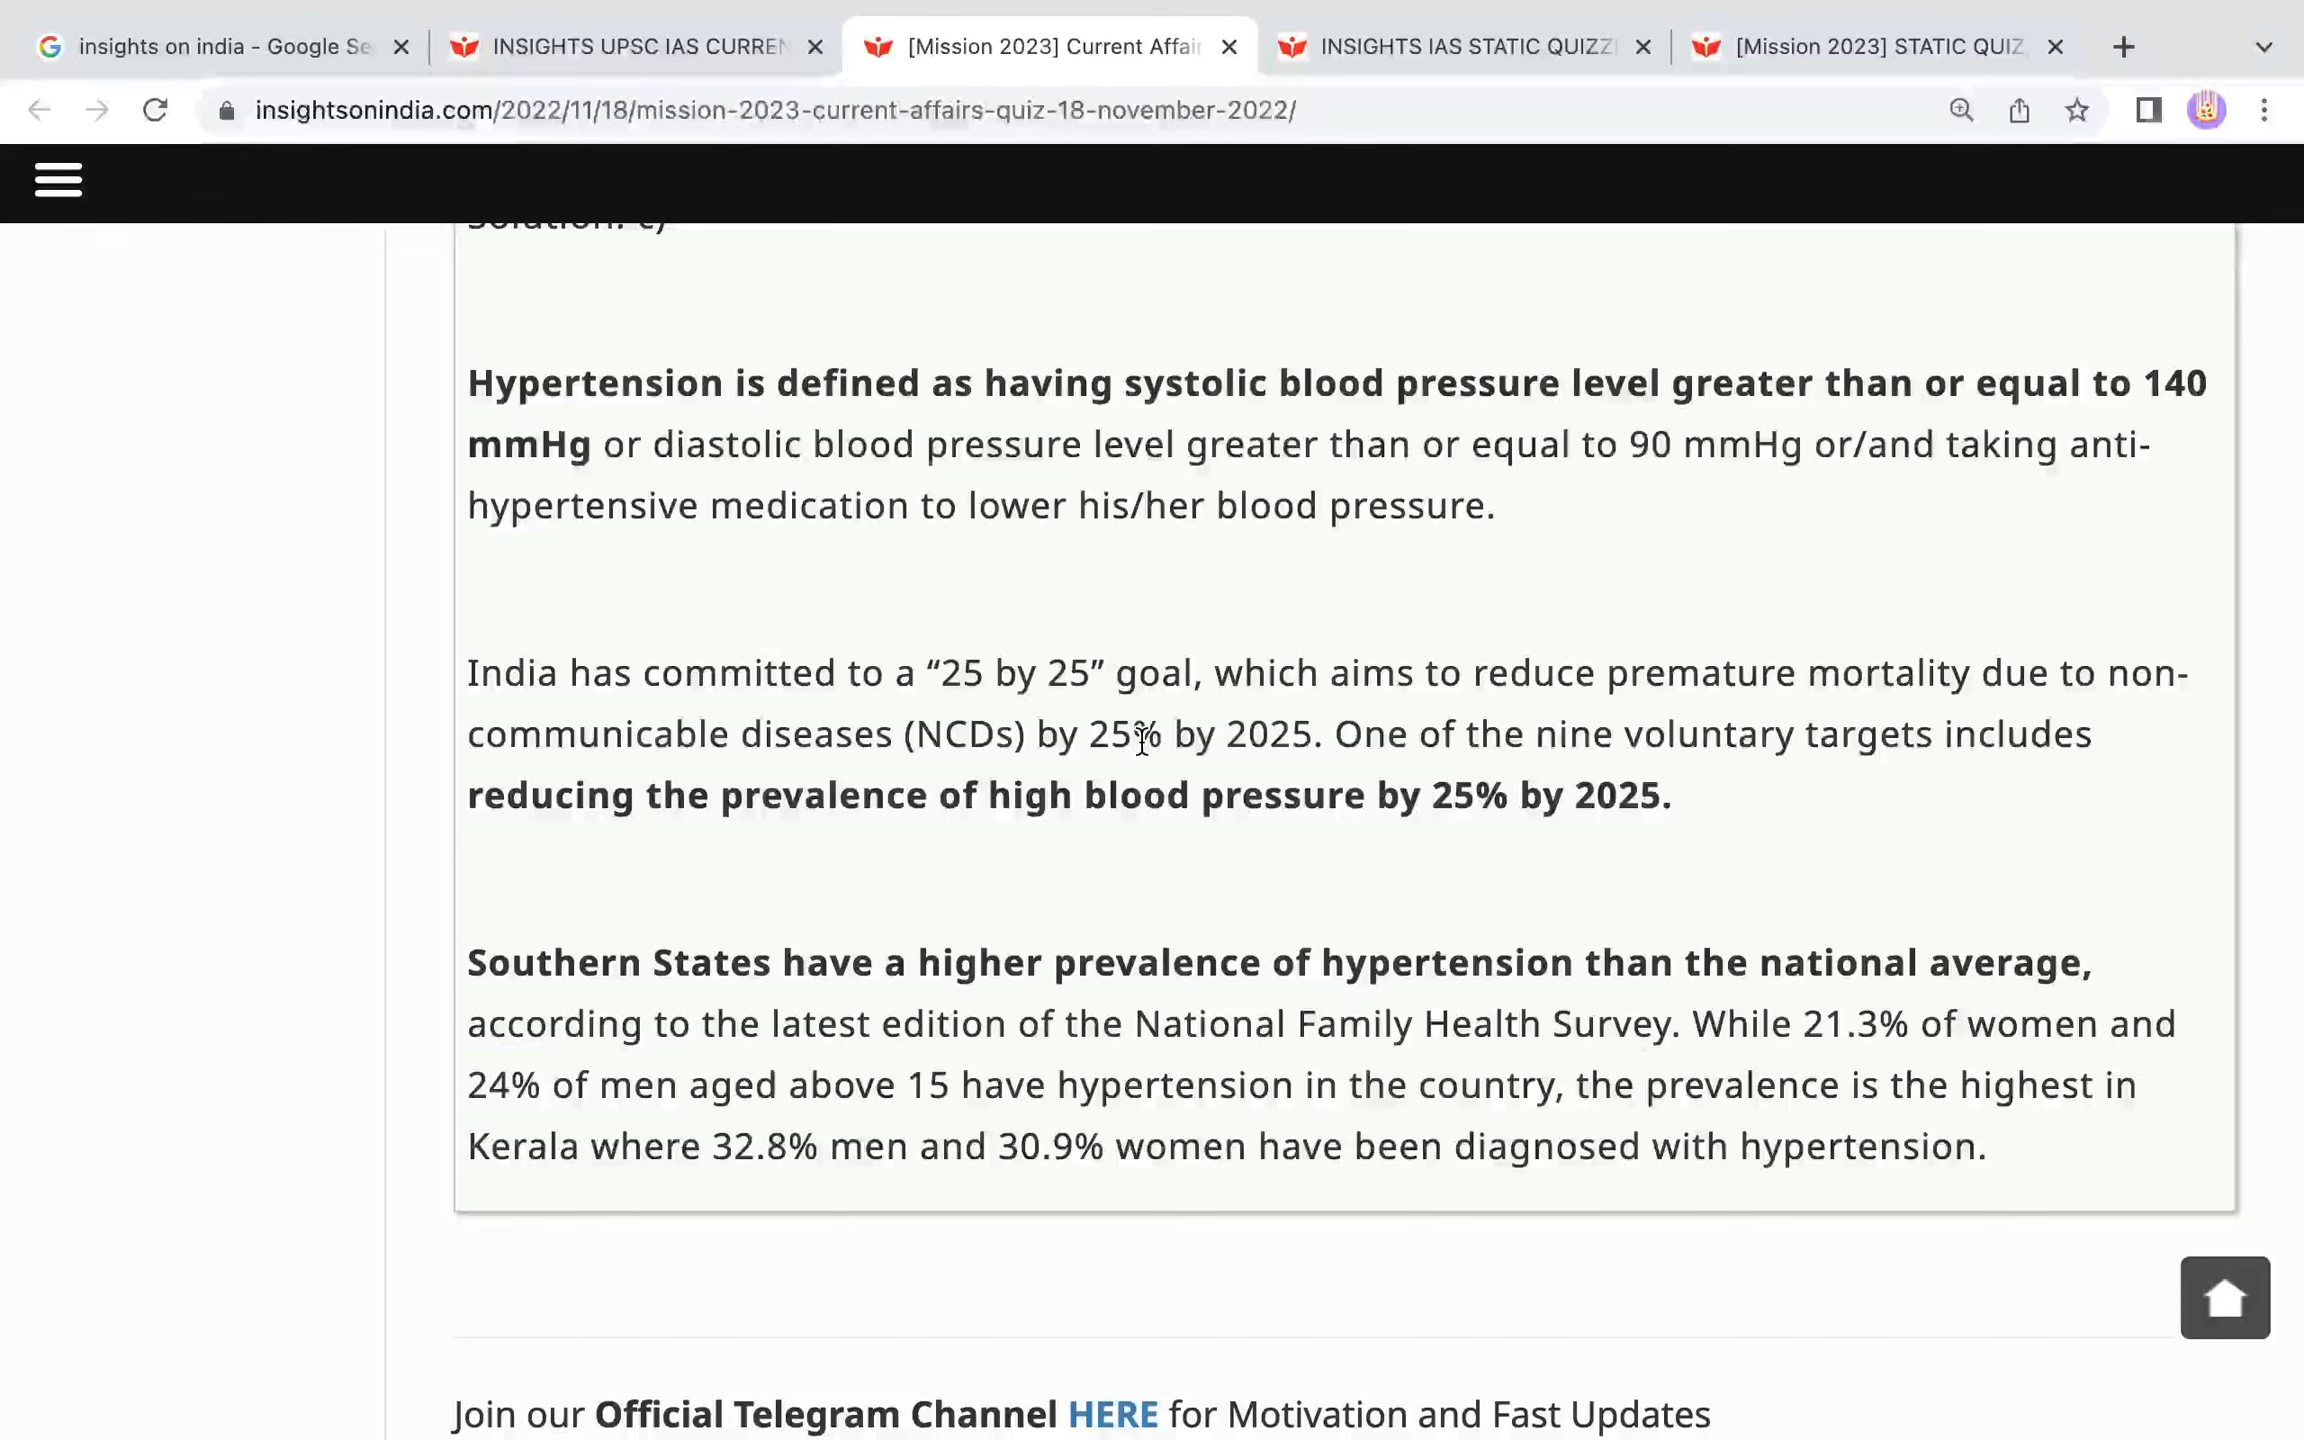 insights on india - Google Se
INSIGHTS UPSC IAS CURREN
[Mission 2023] Current Affair
INSIGHTS IAS STATIC QUIZZ
[Mission 2023] STATIC QUIZ
insightsonindia.com/2022/11/18/mission-2023-current-affairs-quiz-18-november-2022/
Solution: c)
Hypertension is defined as having systolic blood pressure level greater than or equal to 140
mmHg or diastolic blood pressure level greater than or equal to 90 mmHg or/and taking anti-
hypertensive medication to lower his/her blood pressure.
India has committed to a “25 by 25” goal, which aims to reduce premature mortality due to non-
communicable diseases (NCDs) by 25% by 2025. One of the nine voluntary targets includes
reducing the prevalence of high blood pressure by 25% by 2025.
Southern States have a higher prevalence of hypertension than the national average,
according to the latest edition of the National Family Health Survey. While 21.3% of women and
24% of men aged above 15 have hypertension in the country, the prevalence is the highest in
Kerala where 32.8% men and 30.9% women have been diagnosed with hypertension.
Join our Official Telegram Channel HERE for Motivation and Fast Updates